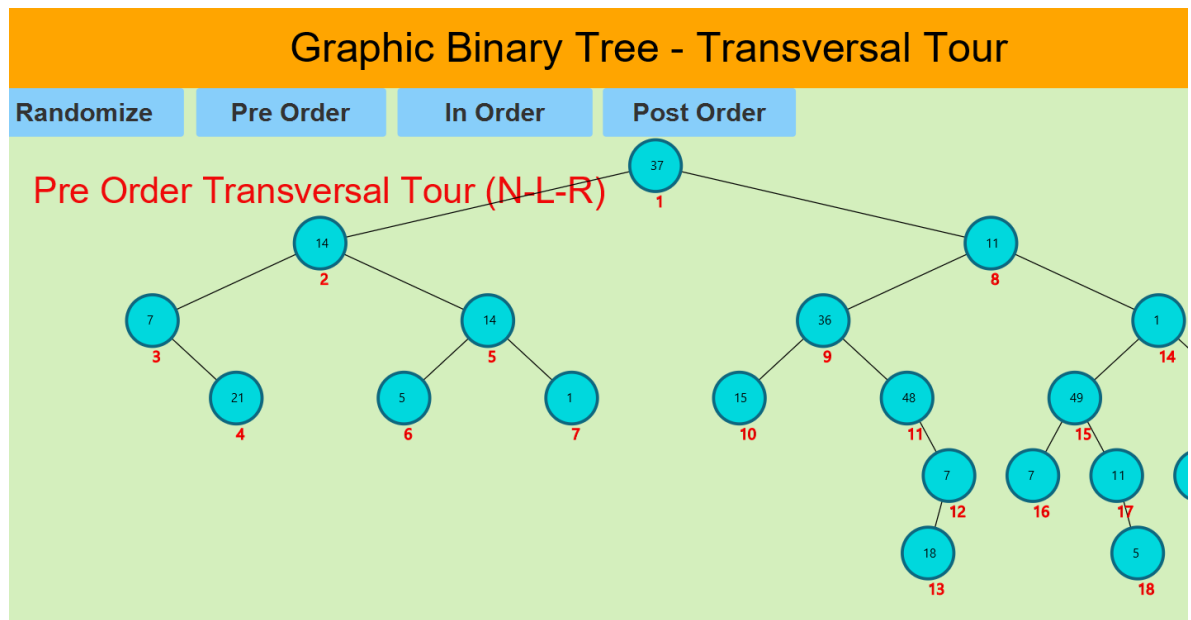 Graphic Binary Tree - Transversal Tour
Randomize Pre Order In Order Post Order
37
Pre Order Transversal Tour (N-L-R)
1
14 11
2 8
7 14 36 1
3 5 9 14
21 5 1 15 48 49
4 6 7 10 11 15
7 7 11
12 16 17
18 5
13 18